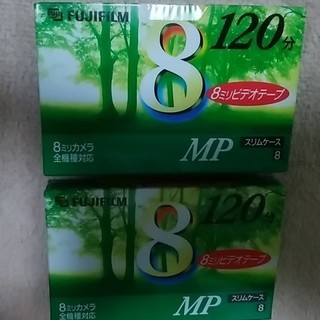 FUJIFILM
120分
8
8ミリビデオテープ
8ミリカメラ
全機種対応
MP
スリムケース
8
FUJIFILM
120分
8
8ミリビデオテープ
8ミリカメラ
全機種対応
MP
スリムケース
8